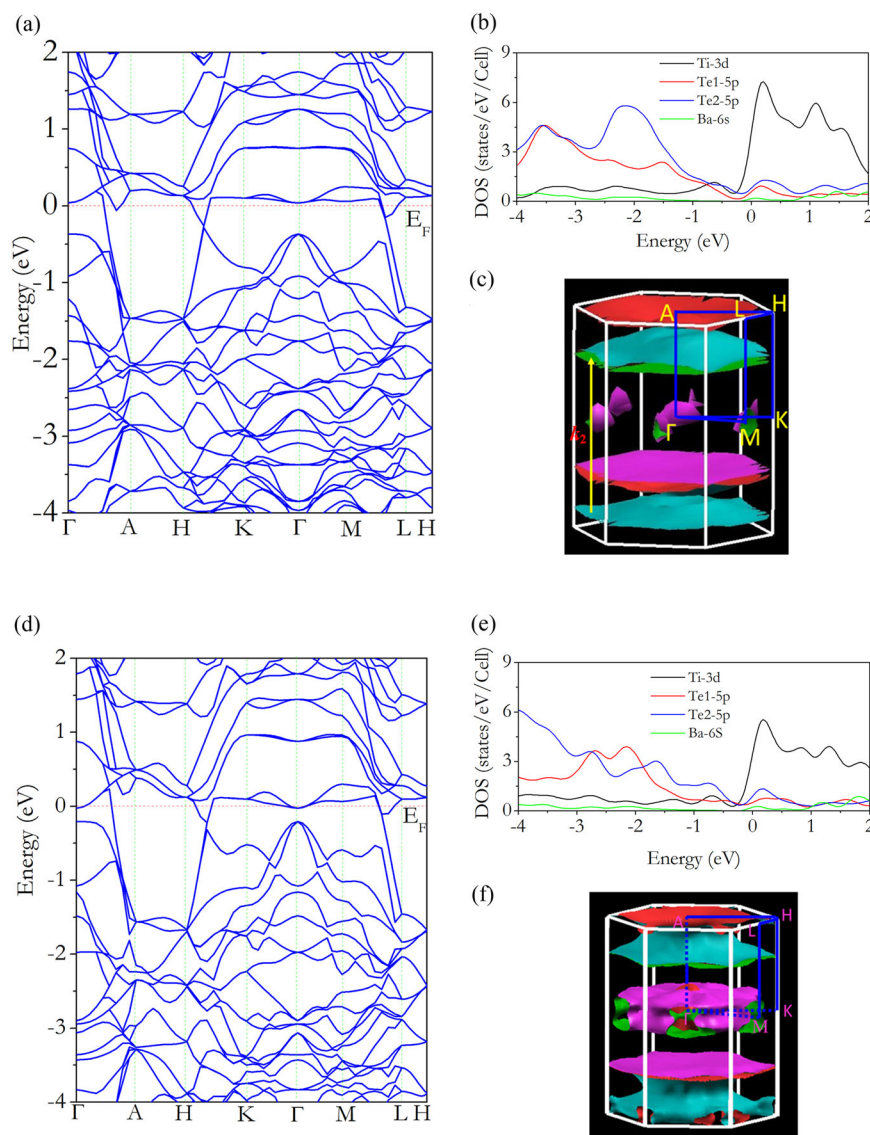 (a)
2
1
0
1
-2
-3
-4
Energy (eV)
E_F
Γ A H K Γ M L H
(b)
9
6
3
0
DOS (states/eV/Cell)
Ti-3d
Te1-5p
Te2-5p
Ba-6s
-4 -3 -2 -1 0 1 2
Energy (eV)
(c)
A L H
k₂
Γ M K
(d)
2
1
0
-1
-2
-3
-4
Energy (eV)
E_F
Γ A H K Γ M L H
(e)
9
6
3
0
DOS (states/eV/Cell)
Ti-3d
Te1-5p
Te2-5p
Ba-6S
-4 -3 -2 -1 0 1 2
Energy (eV)
(f)
A L H
M K